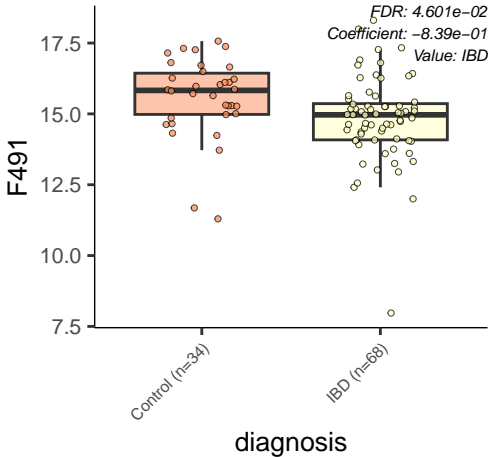 FDR: 4.601e−02
Coefficient: −8.39e−01
Value: IBD
17.5
15.0
12.5
10.0
7.5
F491
Control (n=34)
IBD (n=68)
diagnosis